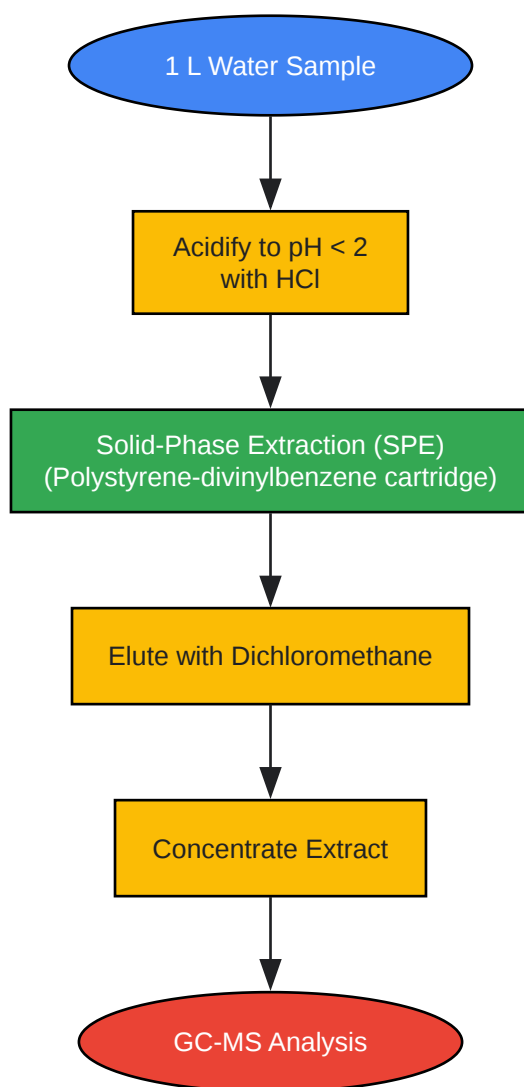 1 L Water Sample
Acidify to pH < 2
with HCl
Solid-Phase Extraction (SPE)
(Polystyrene-divinylbenzene cartridge)
Elute with Dichloromethane
Concentrate Extract
GC-MS Analysis